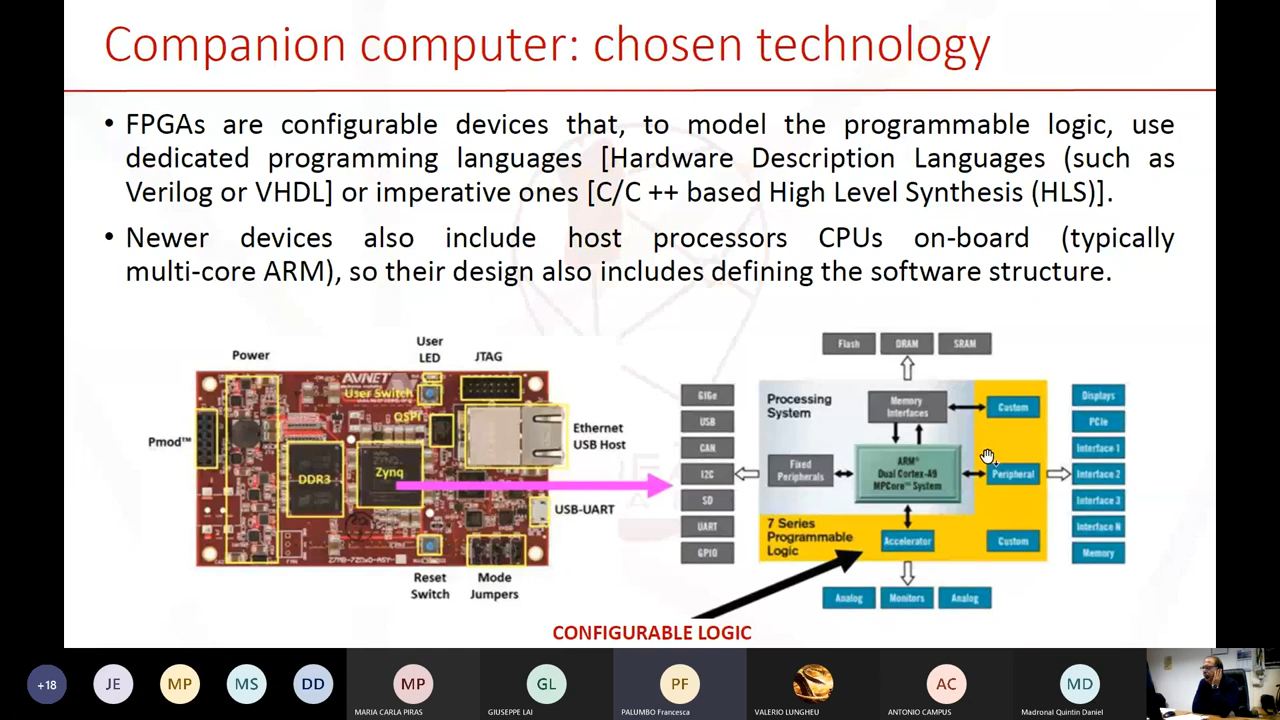 Companion computer: chosen technology
• FPGAs are configurable devices that, to model the programmable logic, use
dedicated programming languages [Hardware Description Languages (such as
Verilog or VHDL] or imperative ones [C/C ++ based High Level Synthesis (HLS)].
• Newer devices also include host processors CPUs on-board (typically
multi-core ARM), so their design also includes defining the software structure.
Power
User
LED
JTAG
AVNET
User Switch
QSPI
Pmod™
DDR3
Zynq
Ethernet
USB Host
USB-UART
Reset
Switch
Mode
Jumpers
Flash
DRAM
SRAM
GigE
USB
CAN
I2C
SD
UART
GPIO
Processing
System
Memory
Interfaces
Custom
Fixed
Peripherals
ARM®
Dual Cortex-A9
MPCore™ System
Peripheral
7 Series
Programmable
Logic
Accelerator
Custom
Displays
PCIe
Interface 1
Interface 2
Interface 3
Interface N
Memory
Analog
Monitors
Analog
CONFIGURABLE LOGIC
+18
JE
MP
MS
DD
MP
MARIA CARLA PIRAS
GL
GIUSEPPE LAI
PF
PALUMBO Francesca
VALERIO LUNGHEU
AC
ANTONIO CAMPUS
MD
Madronal Quintin Daniel